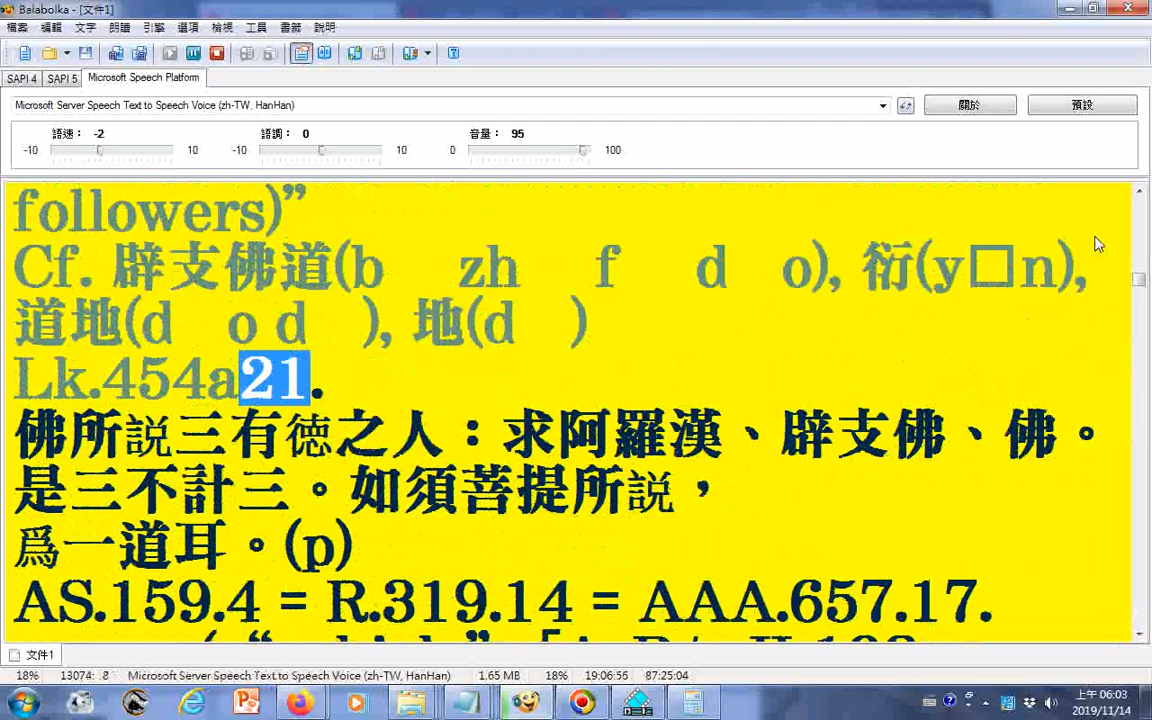 Balabolka - [文件1]
檔案 編輯 文字 朗讀 引擎 選項 檢視 工具 書籤 說明
SAPI 4 SAPI 5 Microsoft Speech Platform
Microsoft Server Speech Text to Speech Voice (zh-TW, HanHan)
關於 預設
語速： -2 語調： 0 音量： 95
-10 10 -10 10 0 100
followers)”
Cf. 辟支佛道(b zh f d o), 衍(y□n),
道地(d o d ), 地(d )
Lk.454a21.
佛所説三有徳之人：求阿羅漢、辟支佛、佛。
是三不計三。如須菩提所説，
爲一道耳。(p)
AS.159.4 = R.319.14 = AAA.657.17.
文件1
18% 13074: 8 Microsoft Server Speech Text to Speech Voice (zh-TW, HanHan) 1.65 MB 18% 19:06:56 87:25:04
上午 06:03
2019/11/14